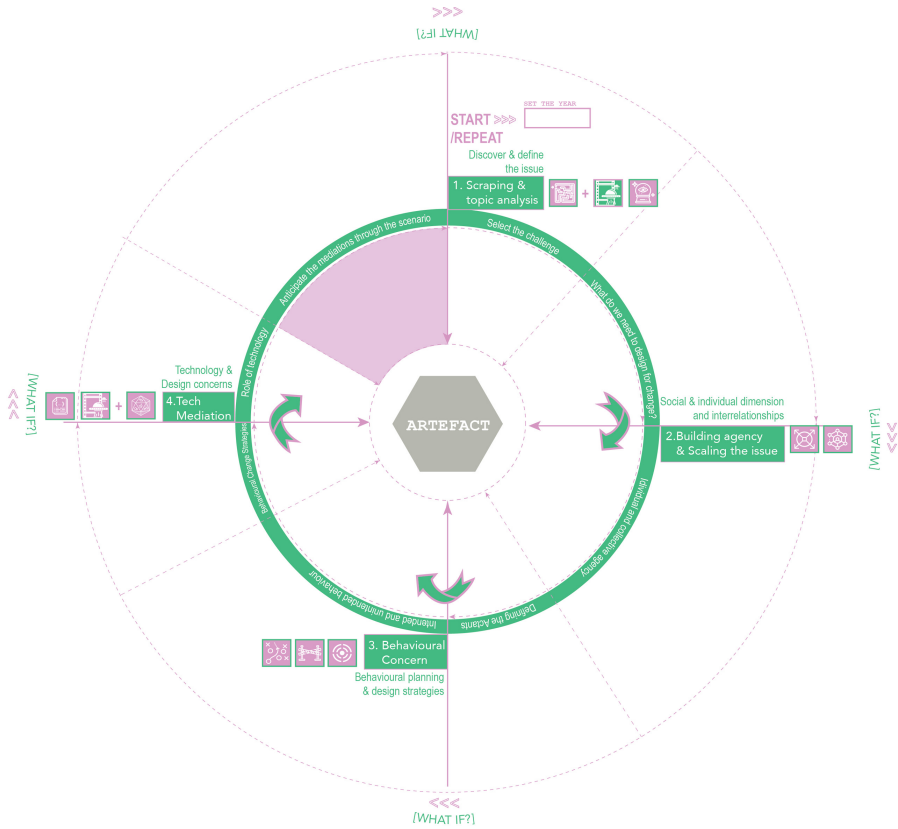 >>>
[WHAT IF?]
SET THE YEAR
START >>>
/REPEAT
Discover & define
the issue
1. Scraping &
topic analysis
+
Select the challenge
What do we need to design for change?
Social & individual dimension
and interrelationships
2.Building agency
& Scaling the issue
[WHAT IF?]
>>>
Idividual and collective agency
Defining the Actants
3. Behavioural
Concern
Behavioural planning
& design strategies
>>>
[WHAT IF?]
Intended and unintended behaviour
Behavioural Change Strategies
Technology &
Design concerns
4.Tech
Mediation
+
[WHAT IF?]
>>>
Role of technology
Anticipate the mediations through the scenario
ARTEFACT